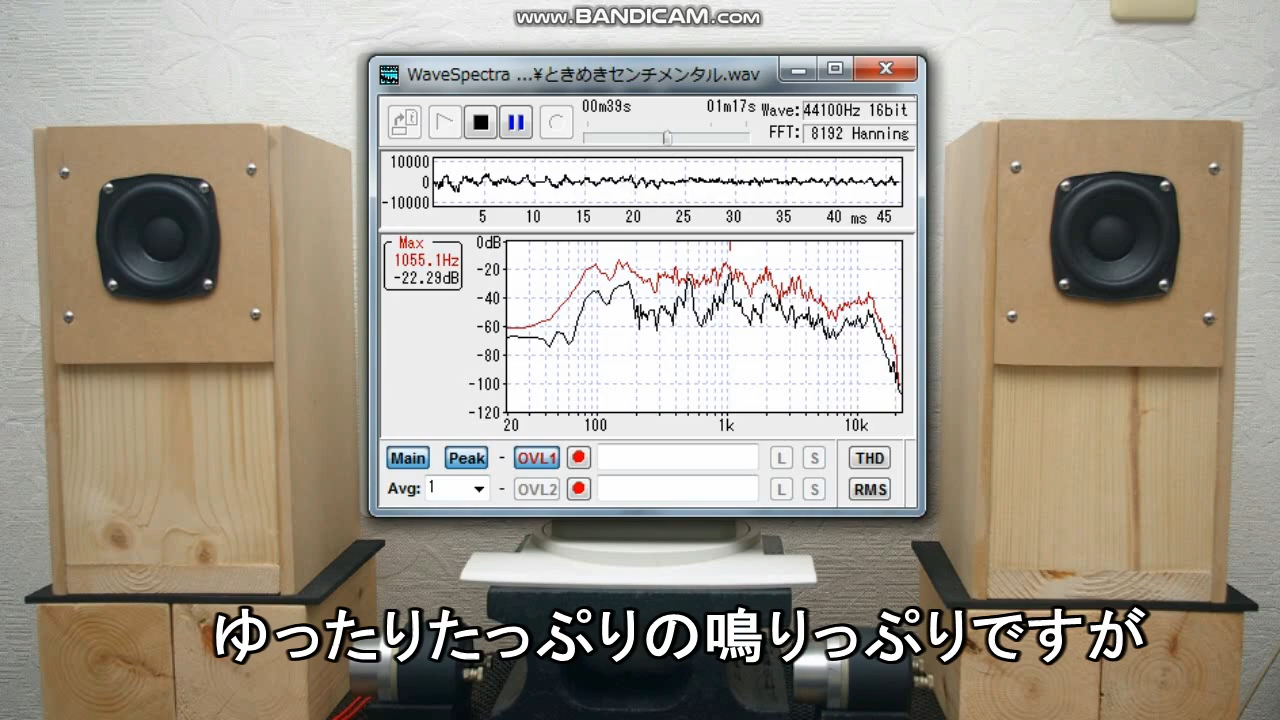 www.BANDICAM.com
WaveSpectra ...¥ときめきセンチメンタル.wav
00m39s 01m17s Wave: 44100Hz 16bit
FFT: 8192 Hanning
10000
0
-10000
5 10 15 20 25 30 35 40 ms 45
Max
1055.1Hz
-22.29dB
0dB
-20
-40
-60
-80
-100
-120
20 100 1k 10k
Main Peak - OVL1 L S THD
Avg: 1 - OVL2 L S RMS
ゆったりたっぷりの鳴りっぷりですが